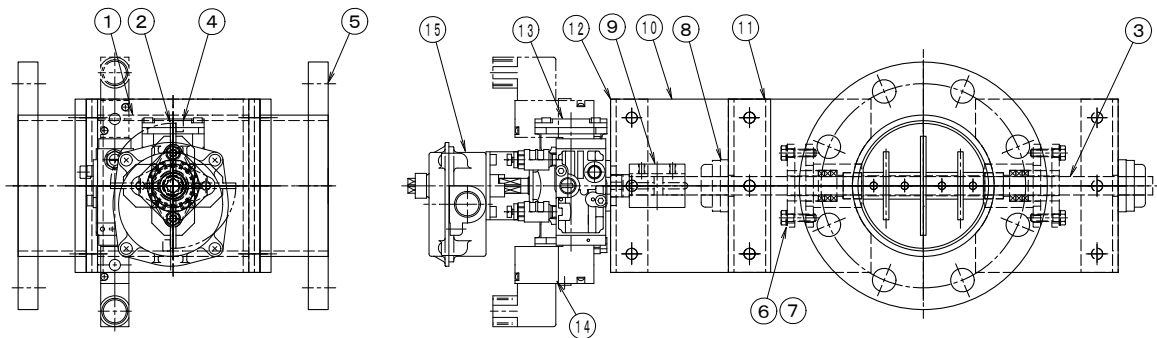 ① ② ④ ⑤ ⑮ ⑬ ⑫ ⑨ ⑩ ⑧ ⑪ ③
⑥ ⑦ ⑭